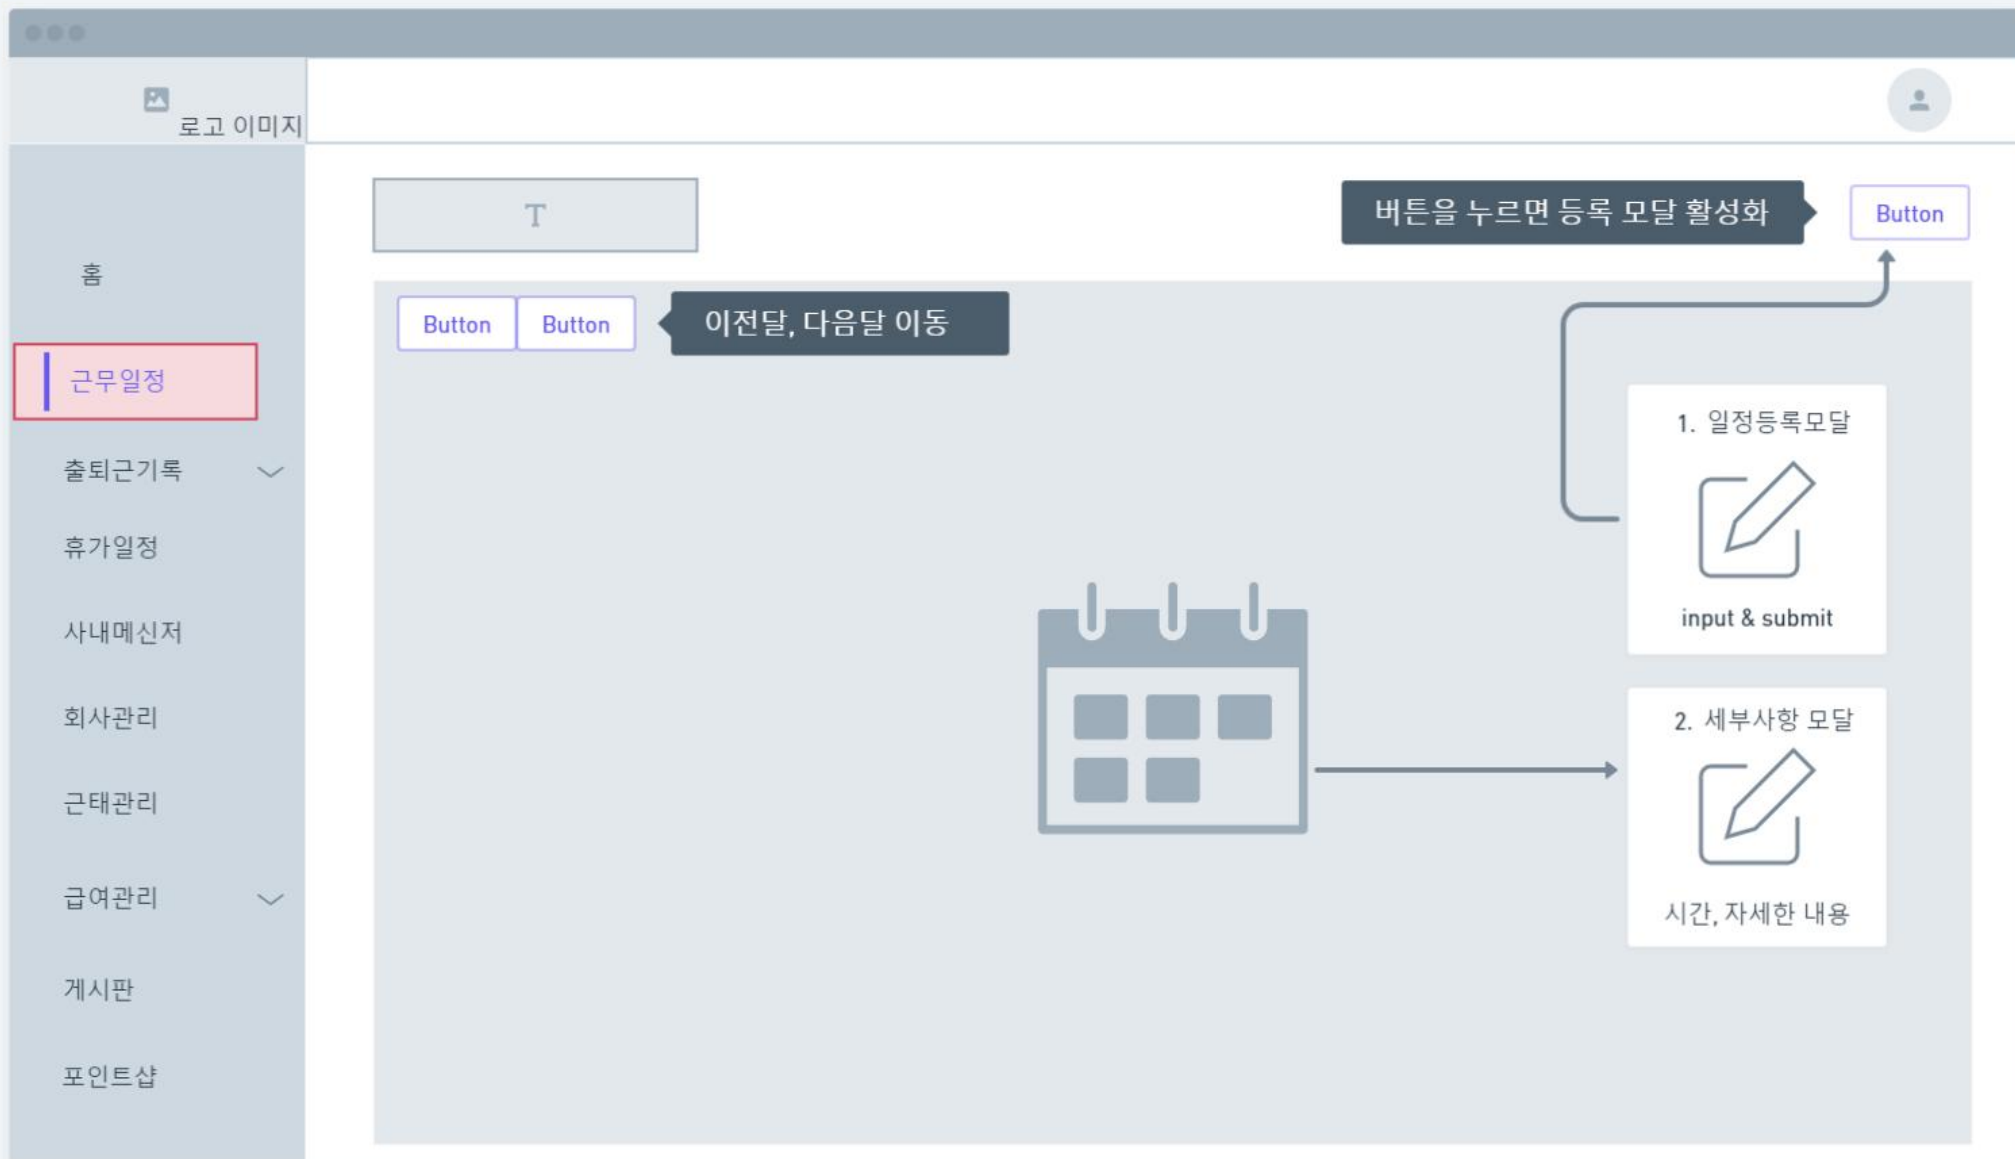 로고 이미지
홈
근무일정
출퇴근기록
휴가일정
사내메신저
회사관리
근태관리
급여관리
게시판
포인트샵
T
버튼을 누르면 등록 모달 활성화
Button
Button
Button
이전달, 다음달 이동
1. 일정등록모달
input & submit
2. 세부사항 모달
시간, 자세한 내용